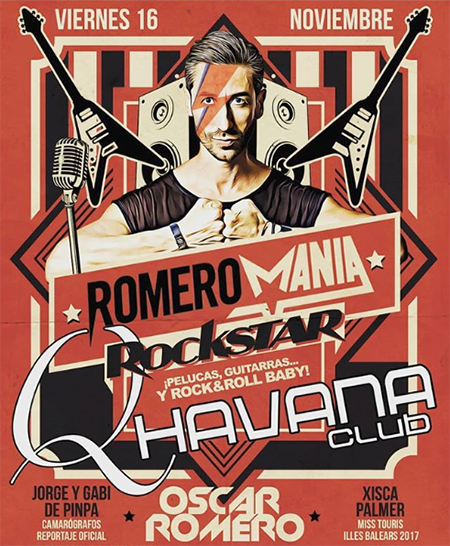 VIERNES 16 NOVIEMBRE
ROMERO MANIA
ROCKSTAR
¡PELUCAS, GUITARRAS...
Y ROCK&ROLL BABY!
QHAVANA
CLUB
JORGE Y GABI
DE PINPA
CAMARÓGRAFOS
REPORTAJE OFICIAL
OSCAR
ROMERO
XISCA
PALMER
MISS TOURIS
ILLES BALEARS 2017